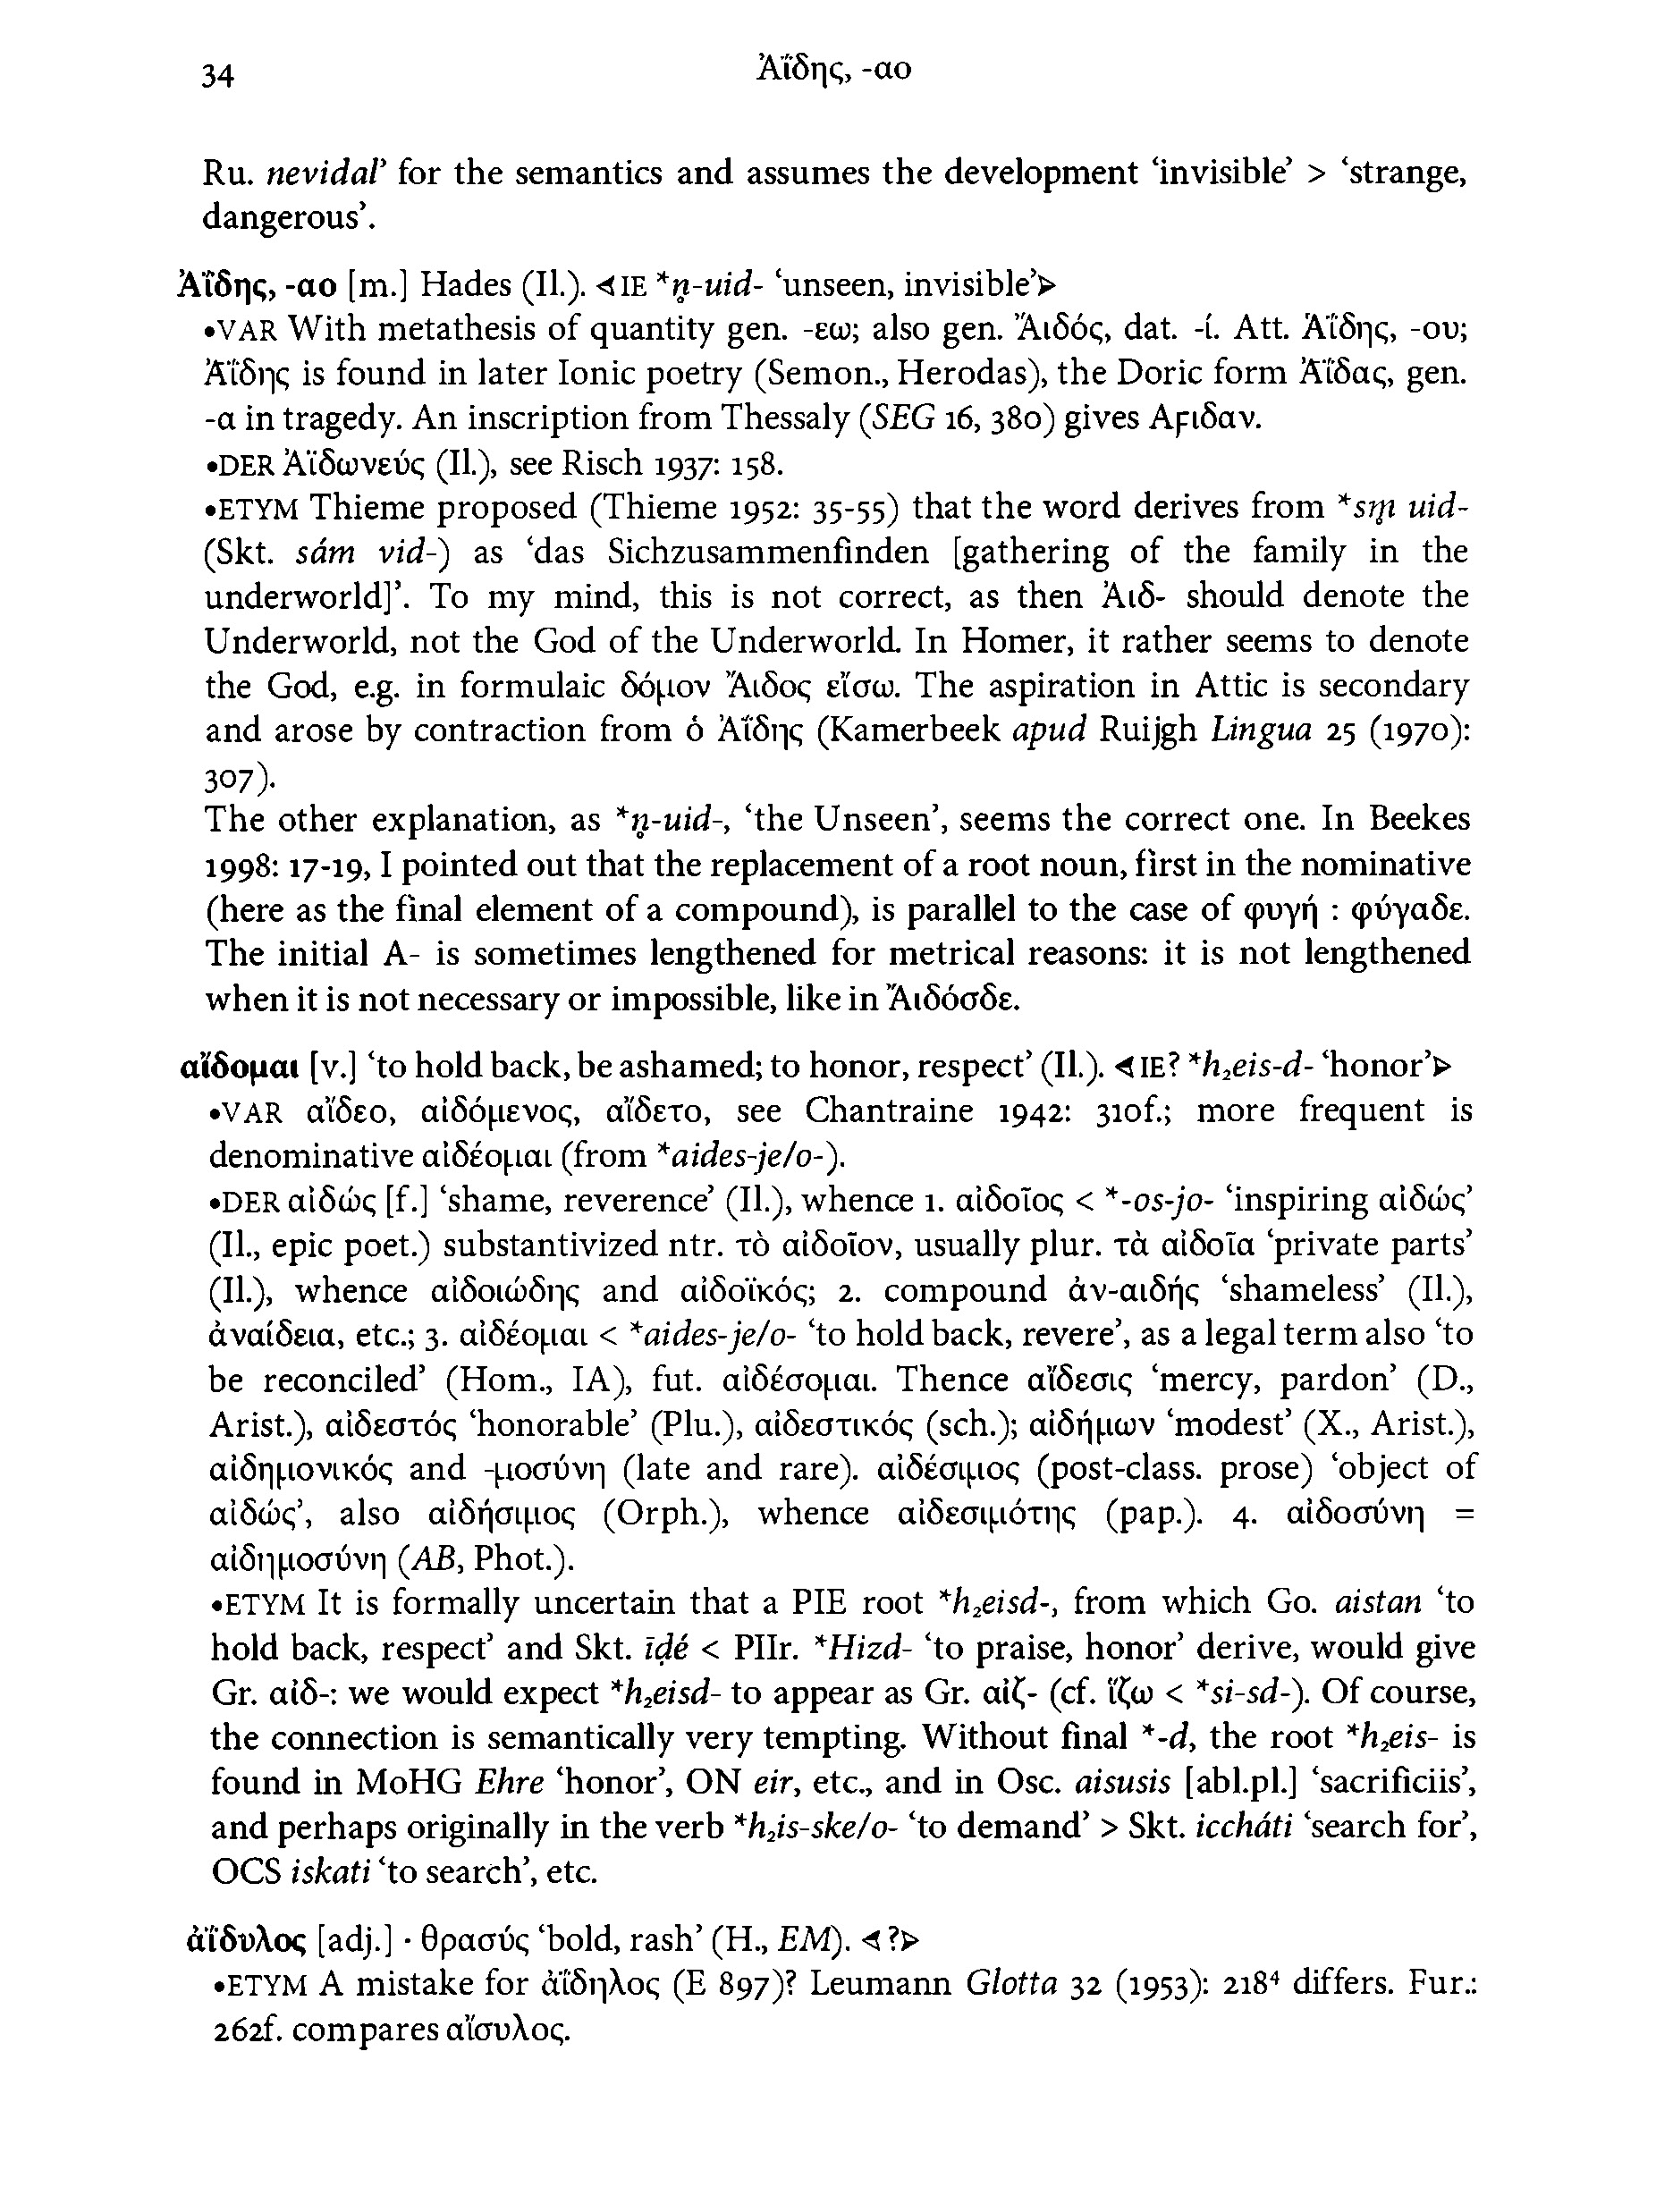 34
Ἀΐδης, -αο
Ru. nevidal’ for the semantics and assumes the development ‘invisible’ > ‘strange,
dangerous’.
Ἀΐδης, -αο [m.] Hades (Il.). ⊲IE *n̥-uid- ‘unseen, invisible’⊳
•VAR With metathesis of quantity gen. -εω; also gen. Ἄιδός, dat. -ί. Att. Ἅΐδης, -ου;
Ἀ̄ΐδης is found in later Ionic poetry (Semon., Herodas), the Doric form Ἀ̄ΐδας, gen.
-α in tragedy. An inscription from Thessaly (SEG 16, 380) gives Αϝιδαν.
•DER Ἀϊδωνεύς (Il.), see Risch 1937: 158.
•ETYM Thieme proposed (Thieme 1952: 35-55) that the word derives from *sm̥ uid-
(Skt. sám vid-) as ‘das Sichzusammenfinden [gathering of the family in the
underworld]’. To my mind, this is not correct, as then Ἀιδ- should denote the
Underworld, not the God of the Underworld. In Homer, it rather seems to denote
the God, e.g. in formulaic δόμον Ἄιδος εἴσω. The aspiration in Attic is secondary
and arose by contraction from ὁ Ἀΐδης (Kamerbeek apud Ruijgh Lingua 25 (1970):
307).
The other explanation, as *n̥-uid-, ‘the Unseen’, seems the correct one. In Beekes
1998: 17-19, I pointed out that the replacement of a root noun, first in the nominative
(here as the final element of a compound), is parallel to the case of φυγή : φύγαδε.
The initial Α- is sometimes lengthened for metrical reasons: it is not lengthened
when it is not necessary or impossible, like in Ἄιδόσδε.
αἴδομαι [v.] ‘to hold back, be ashamed; to honor, respect’ (Il.). ⊲IE? *h₂eis-d- ‘honor’⊳
•VAR αἴδεο, αἰδόμενος, αἴδετο, see Chantraine 1942: 310f.; more frequent is
denominative αἰδέομαι (from *aides-je/o-).
•DER αἰδώς [f.] ‘shame, reverence’ (Il.), whence 1. αἰδοῖος < *-os-jo- ‘inspiring αἰδώς’
(Il., epic poet.) substantivized ntr. τὸ αἰδοῖον, usually plur. τὰ αἰδοῖα ‘private parts’
(Il.), whence αἰδοιώδης and αἰδοϊκός; 2. compound ἀν-αιδής ‘shameless’ (Il.),
ἀναίδεια, etc.; 3. αἰδέομαι < *aides-je/o- ‘to hold back, revere’, as a legal term also ‘to
be reconciled’ (Hom., IA), fut. αἰδέσομαι. Thence αἴδεσις ‘mercy, pardon’ (D.,
Arist.), αἰδεστός ‘honorable’ (Plu.), αἰδεστικός (sch.); αἰδήμων ‘modest’ (X., Arist.),
αἰδημονικός and -μοσύνη (late and rare). αἰδέσιμος (post-class. prose) ‘object of
αἰδώς’, also αἰδήσιμος (Orph.), whence αἰδεσιμότης (pap.). 4. αἰδοσύνη =
αἰδημοσύνη (AB, Phot.).
•ETYM It is formally uncertain that a PIE root *h₂eisd-, from which Go. aistan ‘to
hold back, respect’ and Skt. īḍé < PIIr. *Hizd- ‘to praise, honor’ derive, would give
Gr. αἰδ-: we would expect *h₂eisd- to appear as Gr. αἰζ- (cf. ἵζω < *si-sd-). Of course,
the connection is semantically very tempting. Without final *-d, the root *h₂eis- is
found in MoHG Ehre ‘honor’, ON eir, etc., and in Osc. aisusis [abl.pl.] ‘sacrificiis’,
and perhaps originally in the verb *h₂is-ske/o- ‘to demand’ > Skt. iccháti ‘search for’,
OCS iskati ‘to search’, etc.
ἀΐδυλος [adj.] · θρασύς ‘bold, rash’ (H., EM). ⊲?⊳
•ETYM A mistake for ἀΐδηλος (Ε 897)? Leumann Glotta 32 (1953): 218⁴ differs. Fur.:
262f. compares αἴσυλος.